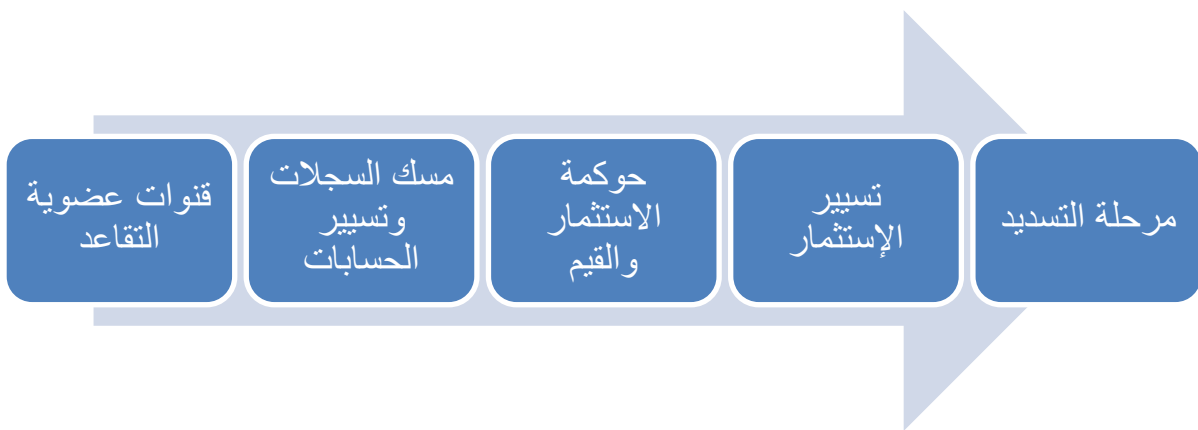 قنوات عضوية
التقاعد
مسك السجلات
وتسيير
الحسابات
حوكمة
الاستثمار
والقيم
تسيير
الإستثمار
مرحلة التسديد